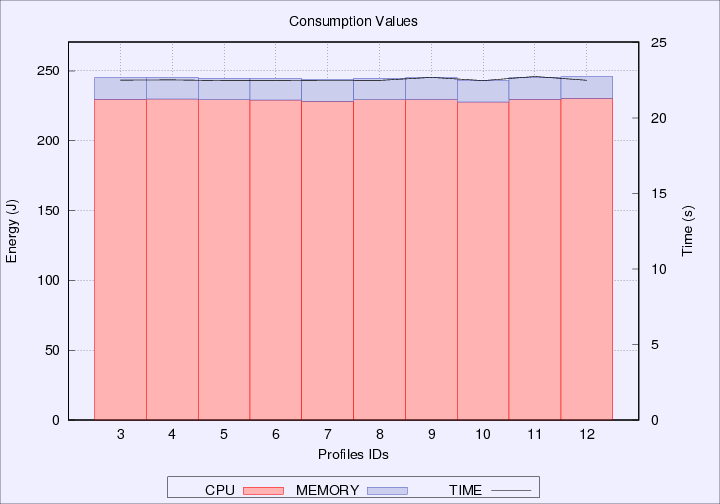 Consumption Values
Energy (J)
250
200
150
100
50
0
25
20
15
10
5
0
Time (s)
3 4 5 6 7 8 9 10 11 12
Profiles IDs
CPU MEMORY TIME